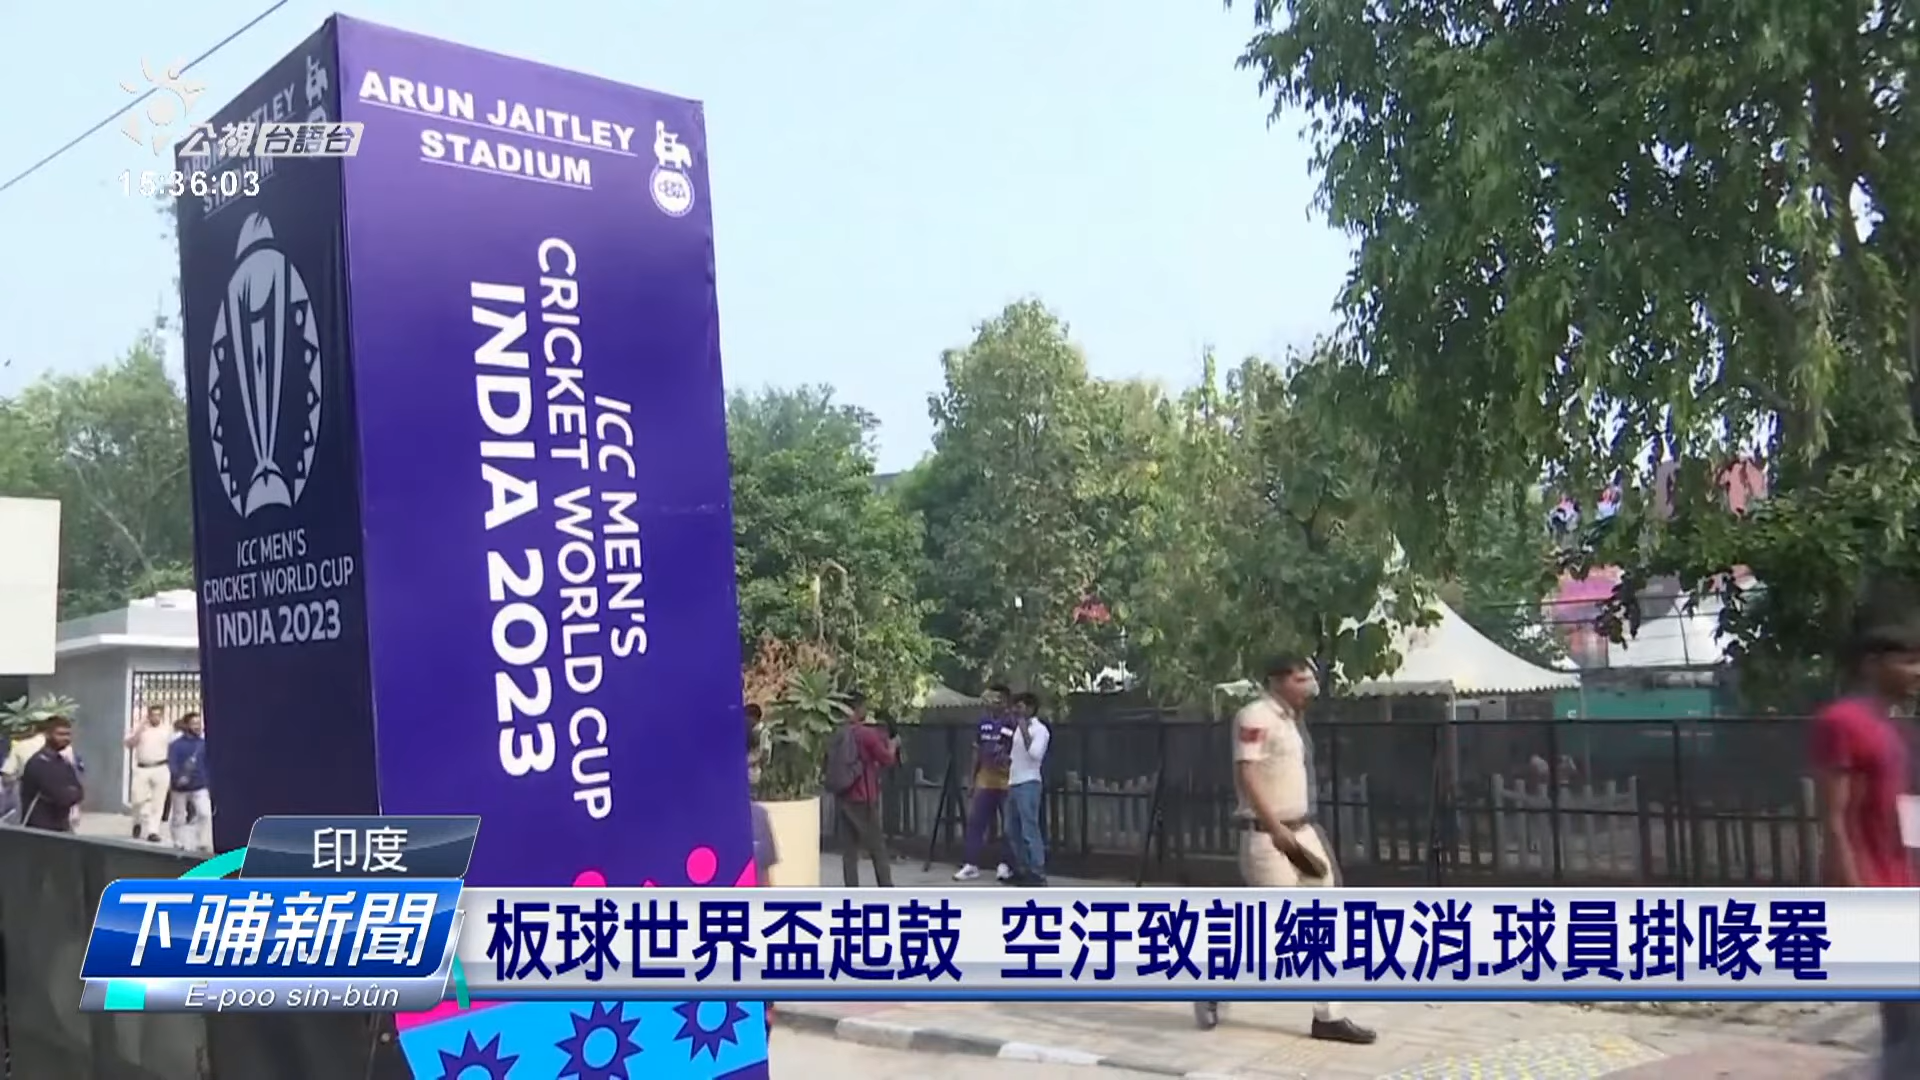 公視台語台
15:36:03
ARUN JAITLEY
STADIUM
ICC MEN'S
CRICKET WORLD CUP
INDIA 2023
ICC MEN'S
CRICKET WORLD CUP
INDIA 2023
印度
下晡新聞
E-poo sin-bûn
板球世界盃起鼓 空汙致訓練取消.球員掛喙罨